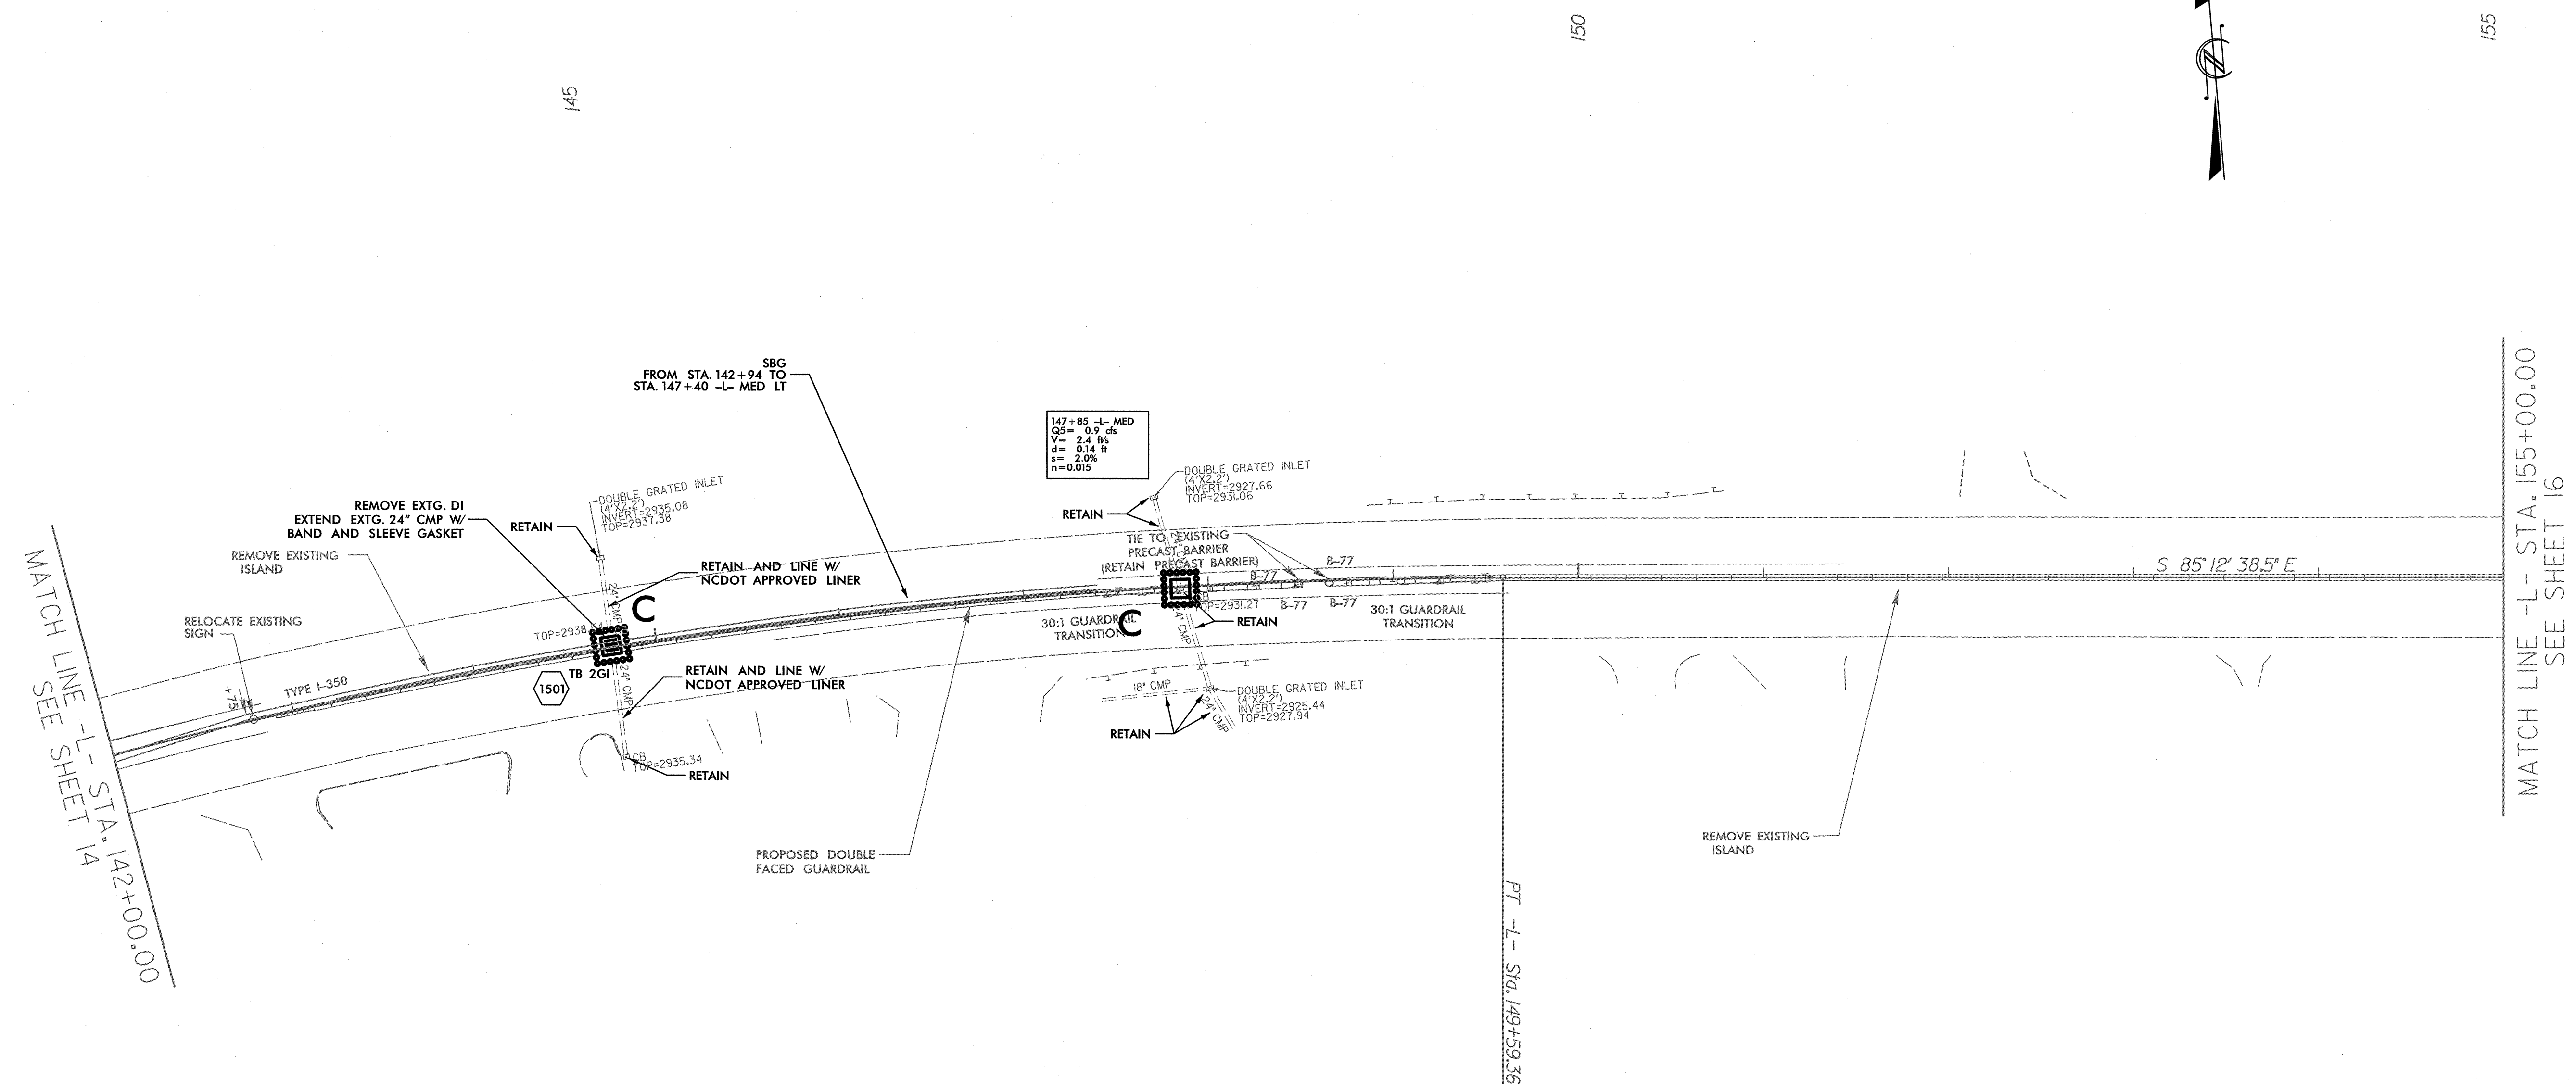 145
150
155
SBG
FROM STA. 142+94 TO
STA. 147+40 -L- MED LT
147+85 -L- MED
Q5= 0.9 cfs
V= 2.4 ft/s
d= 0.14 ft
s= 2.0%
n=0.015
DOUBLE GRATED INLET
(4'X2.2')
INVERT=2935.08
TOP=2937.38
DOUBLE GRATED INLET
(4'X2.2')
INVERT=2927.66
TOP=2931.06
REMOVE EXTG. DI
EXTEND EXTG. 24" CMP W/
BAND AND SLEEVE GASKET
RETAIN
RETAIN
REMOVE EXISTING
ISLAND
RETAIN AND LINE W/
NCDOT APPROVED LINER
24" CMP
C
TIE TO EXISTING
PRECAST BARRIER
(RETAIN PRECAST BARRIER)
24" CMP
B-77
B-77
B-77
B-77
S 85°12' 38.5" E
RELOCATE EXISTING
SIGN
TOP=2938.
TOP=2931.27
RETAIN
30:1 GUARDRAIL
TRANSITION
C
30:1 GUARDRAIL
TRANSITION
24" CMP
+75
TYPE I-350
1501
TB 2GI
24" CMP
RETAIN AND LINE W/
NCDOT APPROVED LINER
18" CMP
DOUBLE GRATED INLET
(4'X2.2')
INVERT=2925.44
TOP=2927.94
24" CMP
RETAIN
CB
TOP=2935.34
RETAIN
PROPOSED DOUBLE
FACED GUARDRAIL
REMOVE EXISTING
ISLAND
MATCH LINE -L- STA. 142+00.00
SEE SHEET 14
PT -L- Sta. 149+59.36
MATCH LINE -L- STA. 155+00.00
SEE SHEET 16